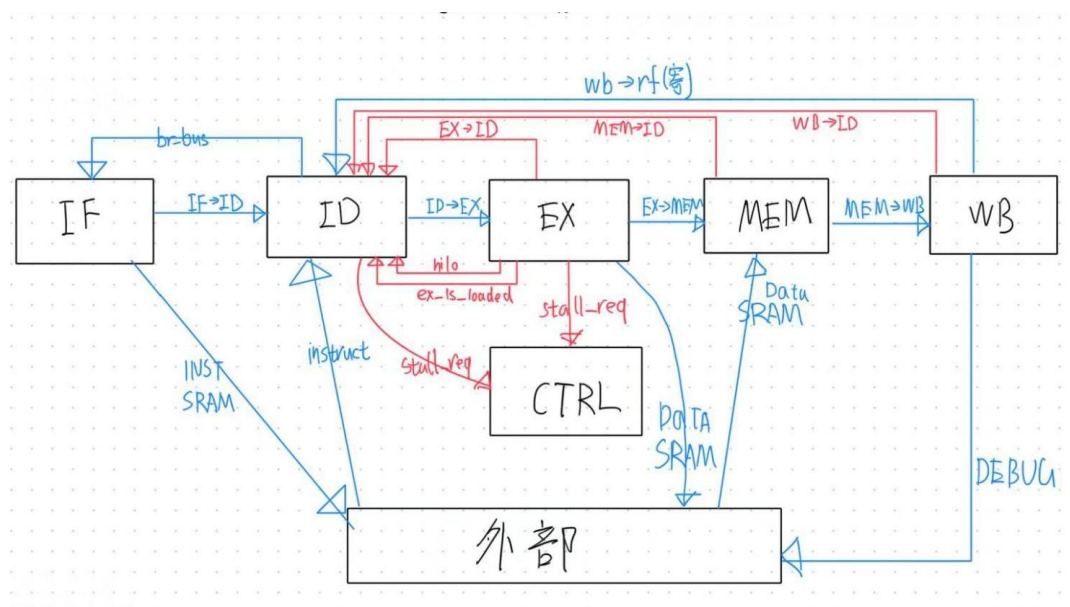 wb→rf(寄)
br-bus
EX→ID
MEM→ID
WB→ID
IF
IF→ID
ID
ID→EX
EX
EX→MEM
MEM
MEM→WB
WB
hilo
ex_is_loaded
stall_req
Data
SRAM
instruct
stall_req
INST
SRAM
CTRL
DATA
SRAM
DEBUG
外部